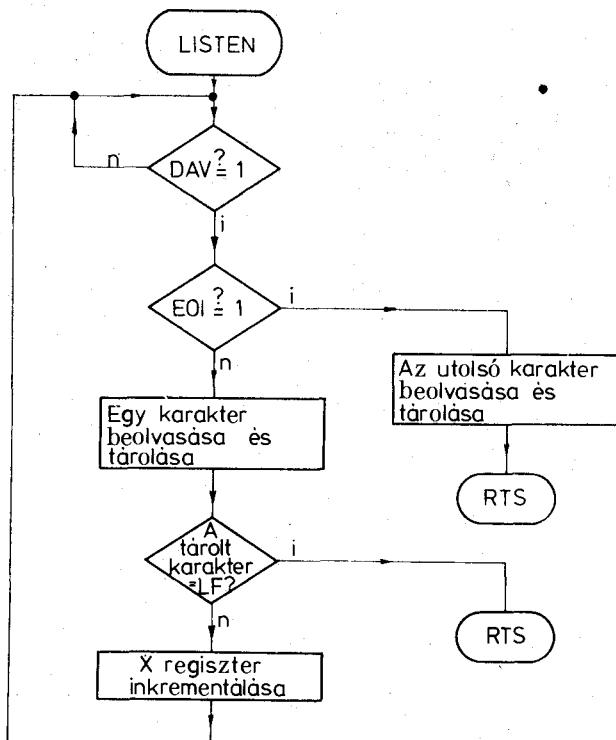 LISTEN
DAV ?= 1
n
i
EOI ?= 1
i
n
Az utolsó karakter
beolvasása és
tárolása
Egy karakter
beolvasása és
tárolása
RTS
A
tárolt
karakter
=LF?
i
n
RTS
X regiszter
inkrementálása